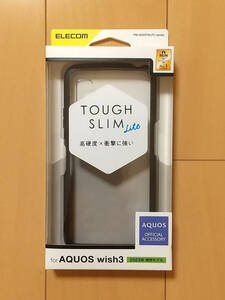 ELECOM
TOUGH
SLIM
Lite
高硬度×衝撃に強い
AQUOS
OFFICIAL
ACCESSORY
for AQUOS wish3